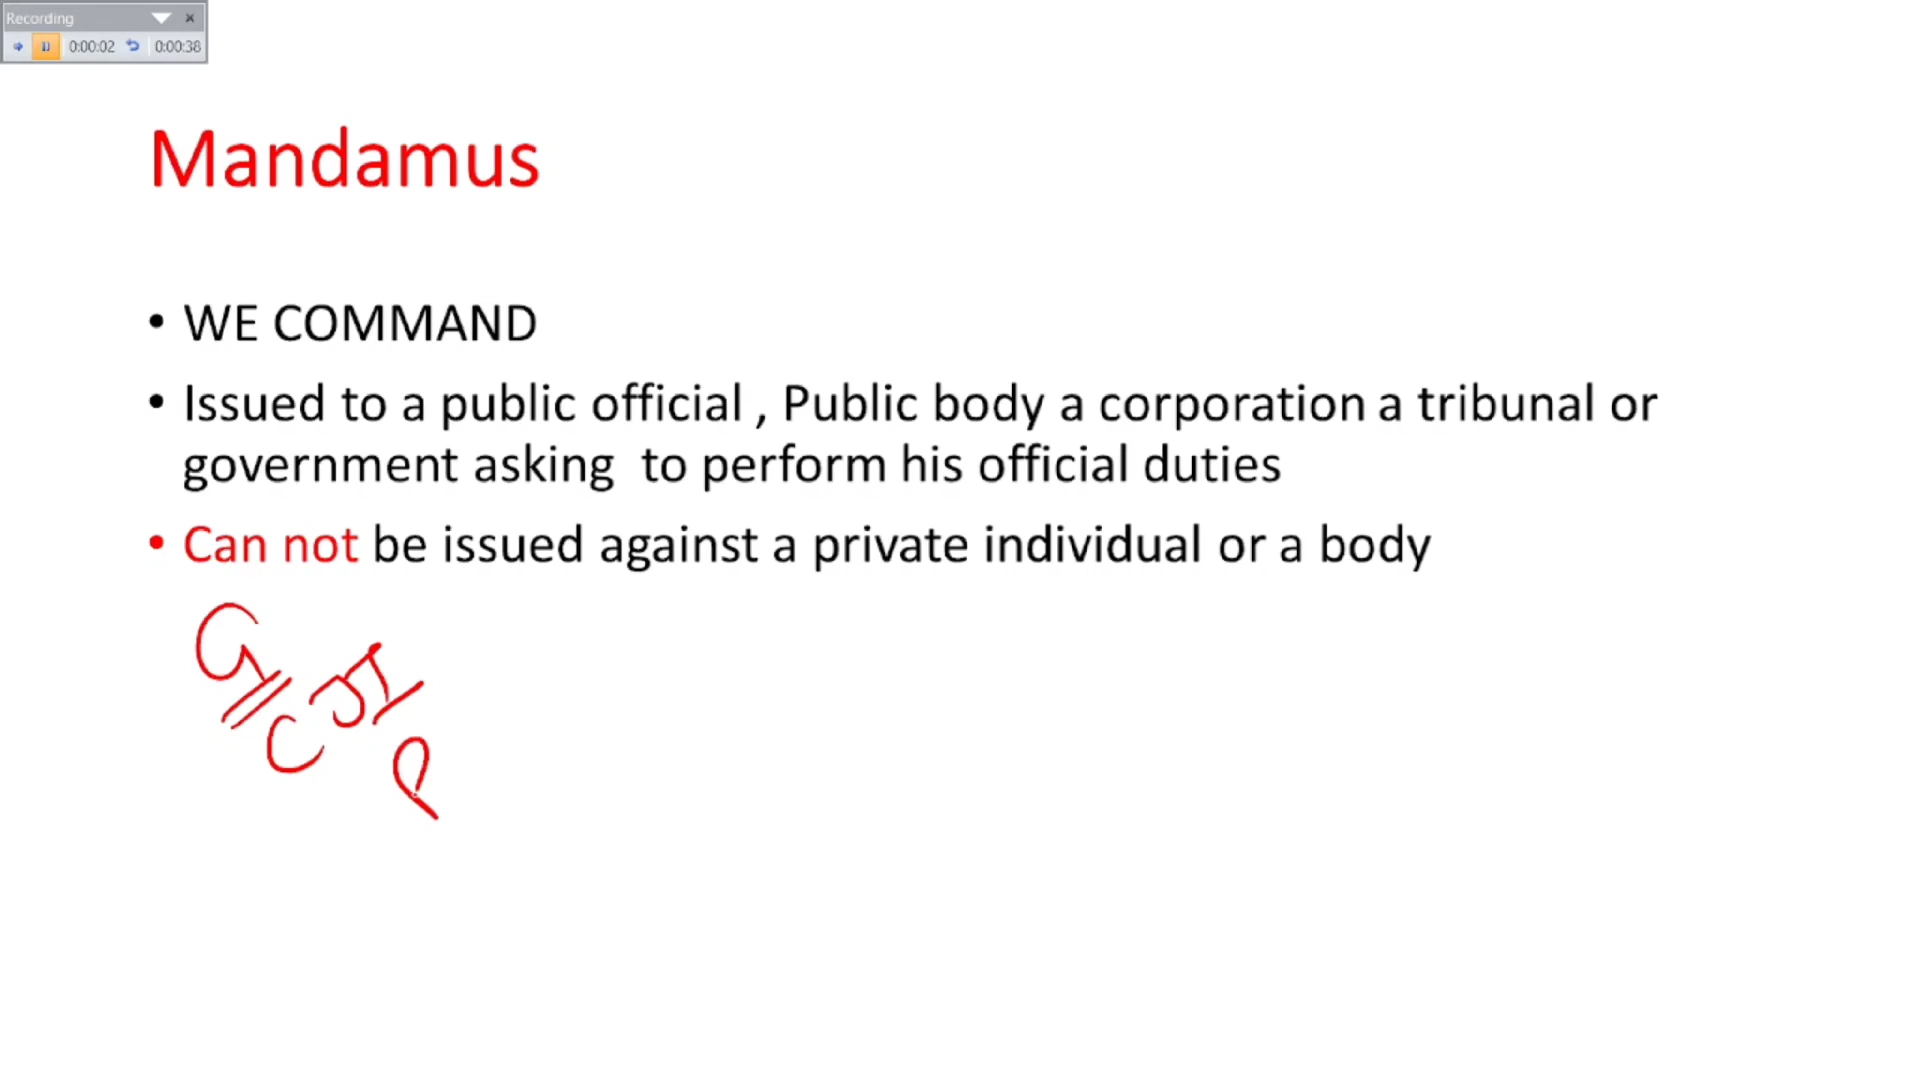 Recording
0:00:02 0:00:38
Mandamus
• WE COMMAND
• Issued to a public official , Public body a corporation a tribunal or
government asking to perform his official duties
• Can not be issued against a private individual or a body
G
CJI
P